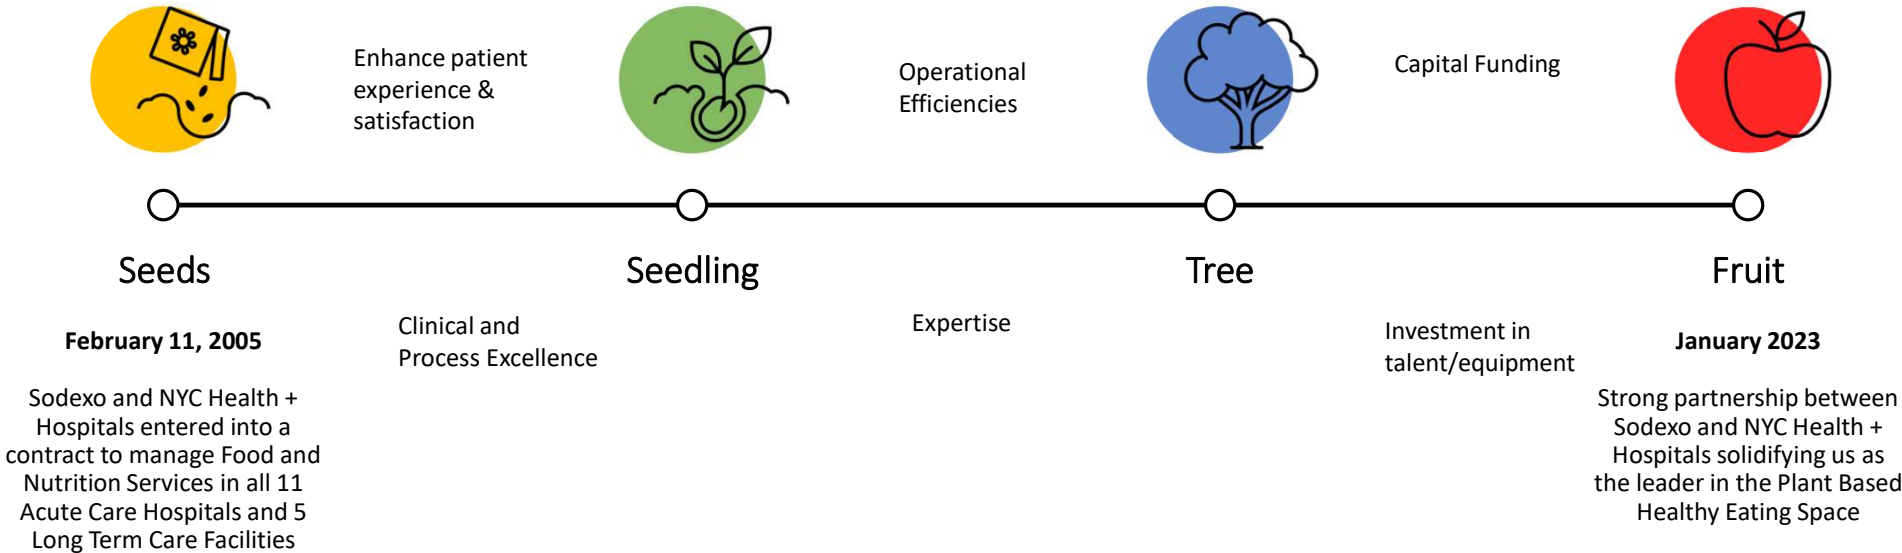 Enhance patient
experience &
satisfaction
Operational
Efficiencies
Capital Funding
Seeds
Seedling
Tree
Fruit
February 11, 2005
Sodexo and NYC Health +
Hospitals entered into a
contract to manage Food and
Nutrition Services in all 11
Acute Care Hospitals and 5
Long Term Care Facilities
Clinical and
Process Excellence
Expertise
Investment in
talent/equipment
January 2023
Strong partnership between
Sodexo and NYC Health +
Hospitals solidifying us as
the leader in the Plant Based
Healthy Eating Space